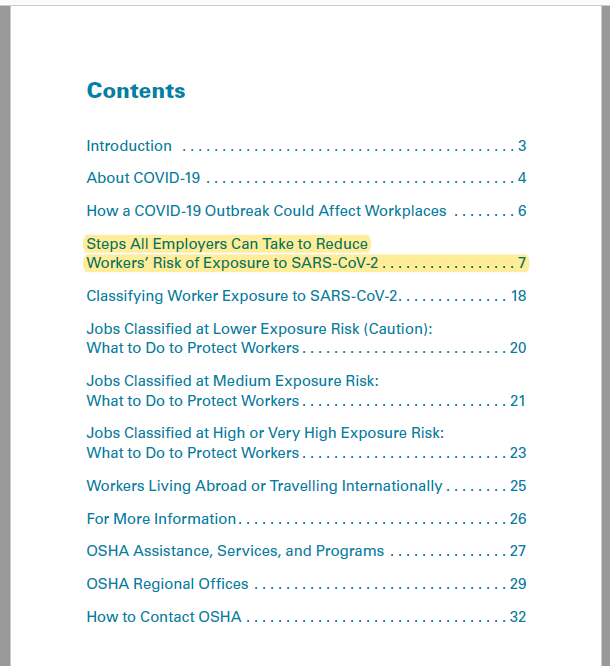 Contents
Introduction ........................................ 3
About COVID-19 ..................................... 4
How a COVID-19 Outbreak Could Affect Workplaces ........ 6
Steps All Employers Can Take to Reduce
Workers’ Risk of Exposure to SARS-CoV-2 ................. 7
Classifying Worker Exposure to SARS-CoV-2.............. 18
Jobs Classified at Lower Exposure Risk (Caution):
What to Do to Protect Workers.......................... 20
Jobs Classified at Medium Exposure Risk:
What to Do to Protect Workers.......................... 21
Jobs Classified at High or Very High Exposure Risk:
What to Do to Protect Workers.......................... 23
Workers Living Abroad or Travelling Internationally ........ 25
For More Information.................................. 26
OSHA Assistance, Services, and Programs ............... 27
OSHA Regional Offices ................................ 29
How to Contact OSHA ................................. 32